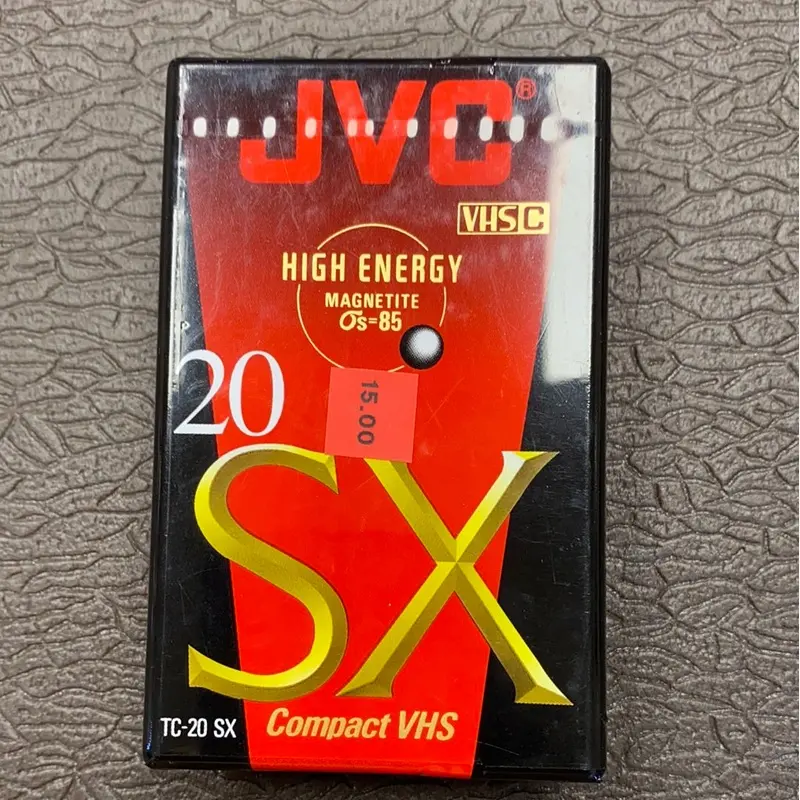 JVC®
VHS C
HIGH ENERGY
MAGNETITE
σs=85
20
15.00
SX
TC-20 SX
Compact VHS